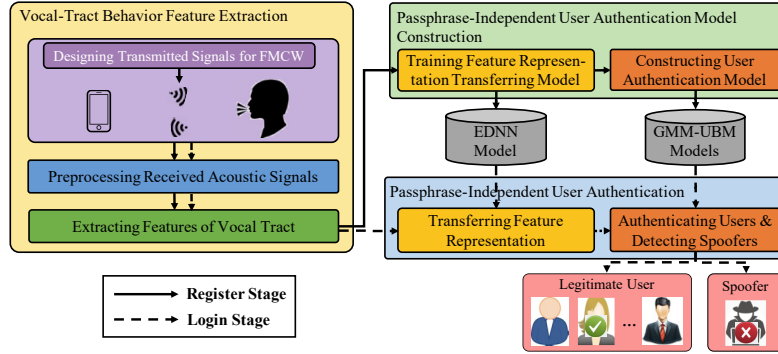 Vocal-Tract Behavior Feature Extraction
Designing Transmitted Signals for FMCW
Preprocessing Received Acoustic Signals
Extracting Features of Vocal Tract
Register Stage
Login Stage
Passphrase-Independent User Authentication Model
Construction
Training Feature Represen-
tation Transferring Model
Constructing User
Authentication Model
EDNN
Model
GMM-UBM
Models
Passphrase-Independent User Authentication
Transferring Feature
Representation
Authenticating Users &
Detecting Spoofers
Legitimate User
...
Spoofer